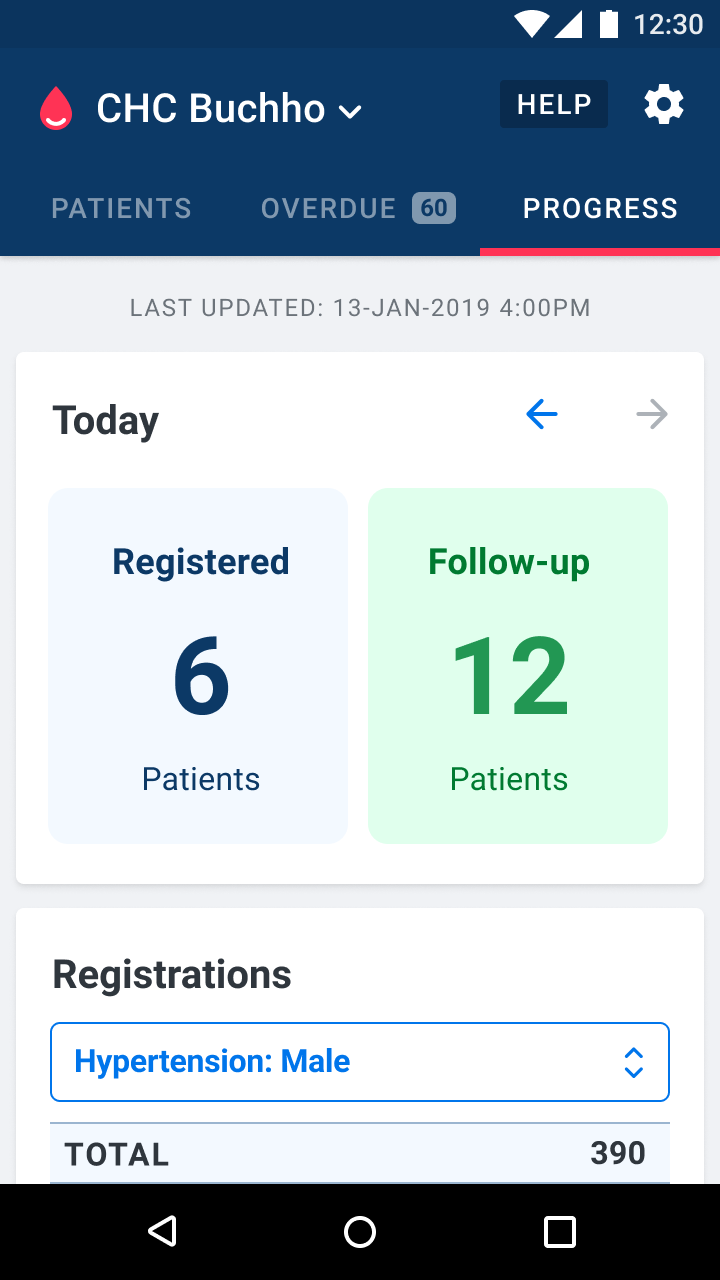 12:30
CHC Buchho
HELP
PATIENTS
OVERDUE 60
PROGRESS
LAST UPDATED: 13-JAN-2019 4:00PM
Today
Registered
6
Patients
Follow-up
12
Patients
Registrations
Hypertension: Male
TOTAL 390